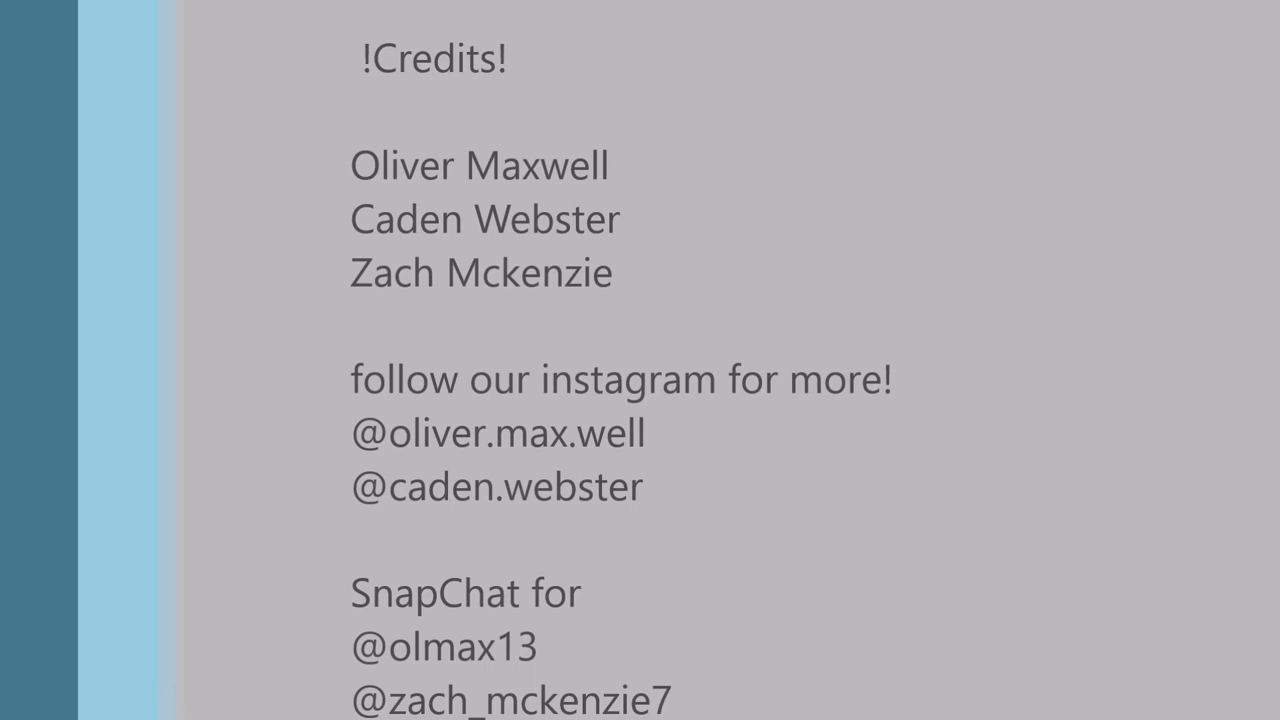 !Credits!
Oliver Maxwell
Caden Webster
Zach Mckenzie
follow our instagram for more!
@oliver.max.well
@caden.webster
SnapChat for
@olmax13
@zach_mckenzie7